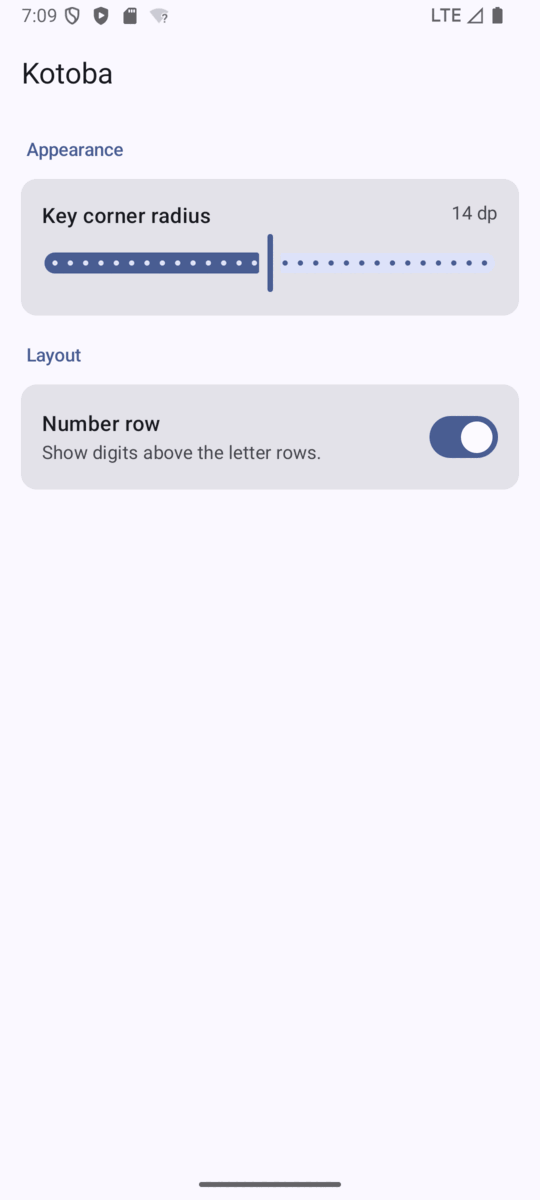 7:09
LTE
Kotoba
Appearance
Key corner radius
14 dp
Layout
Number row
Show digits above the letter rows.